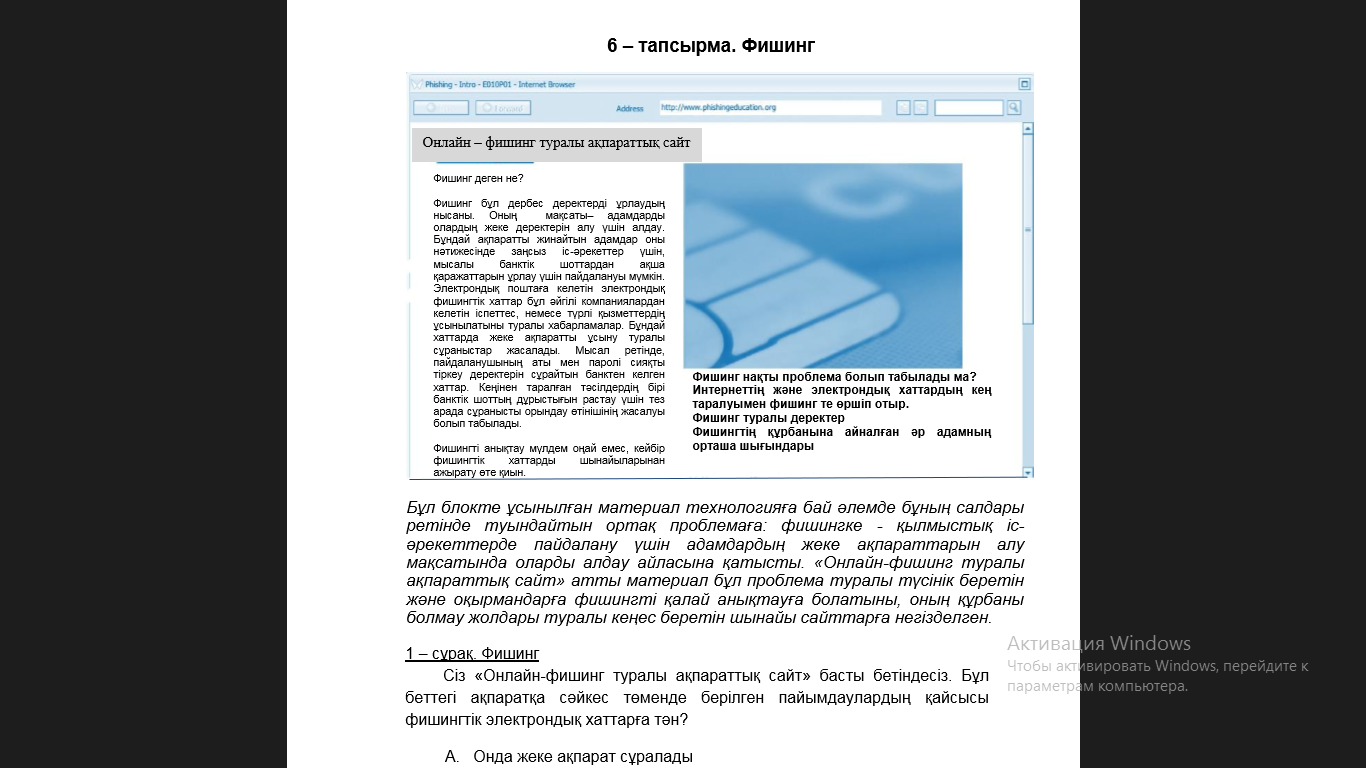 6 – тапсырма. Фишинг
Phishing - Intro - E010P01 - Internet Browser
Forward
Address
http://www.phishingeducation.org
Онлайн – фишинг туралы ақпараттық сайт
Фишинг деген не?
Фишинг бұл дербес деректерді ұрлаудың
нысаны. Оның мақсаты– адамдарды
олардың жеке деректерін алу үшін алдау.
Бұндай ақпаратты жинайтын адамдар оны
нәтижесінде заңсыз іс-әрекеттер үшін,
мысалы банктік шоттардан ақша
қаражаттарын ұрлау үшін пайдалануы мүмкін.
Электрондық поштаға келетін электрондық
фишингтік хаттар бұл әйгілі компаниялардан
келетін іспеттес, немесе түрлі қызметтердің
ұсынылатыны туралы хабарламалар. Бұндай
хаттарда жеке ақпаратты ұсыну туралы
сұраныстар жасалады. Мысал ретінде,
пайдаланушының аты мен паролі сияқты
тіркеу деректерін сұрайтын банктен келген
хаттар. Кеңінен таралған тәсілдердің бірі
банктік шоттың дұрыстығын растау үшін тез
арада сұранысты орындау өтінішінің жасалуы
болып табылады.
Фишингті анықтау мүлдем оңай емес, кейбір
фишингтік хаттарды шынайыларынан
ажырату өте қиын.
Фишинг нақты проблема болып табылады ма?
Интернеттің және электрондық хаттардың кең
таралуымен фишинг те өршіп отыр.
Фишинг туралы деректер
Фишингтің құрбанына айналған әр адамның
орташа шығындары
Бұл блокте ұсынылған материал технологияға бай әлемде бұның салдары
ретінде туындайтын ортақ проблемаға: фишингке - қылмыстық іс-
әрекеттерде пайдалану үшін адамдардың жеке ақпараттарын алу
мақсатында оларды алдау айласына қатысты. «Онлайн-фишинг туралы
ақпараттық сайт» атты материал бұл проблема туралы түсінік беретін
және оқырмандарға фишингті қалай анықтауға болатыны, оның құрбаны
болмау жолдары туралы кеңес беретін шынайы сайттарға негізделген.
1 – сұрақ. Фишинг
Сіз «Онлайн-фишинг туралы ақпараттық сайт» басты бетіндесіз. Бұл
беттегі ақпаратқа сәйкес төменде берілген пайымдаулардың қайсысы
фишингтік электрондық хаттарға тән?
А. Онда жеке ақпарат сұралады
Активация Windows
Чтобы активировать Windows, перейдите к
параметрам компьютера.